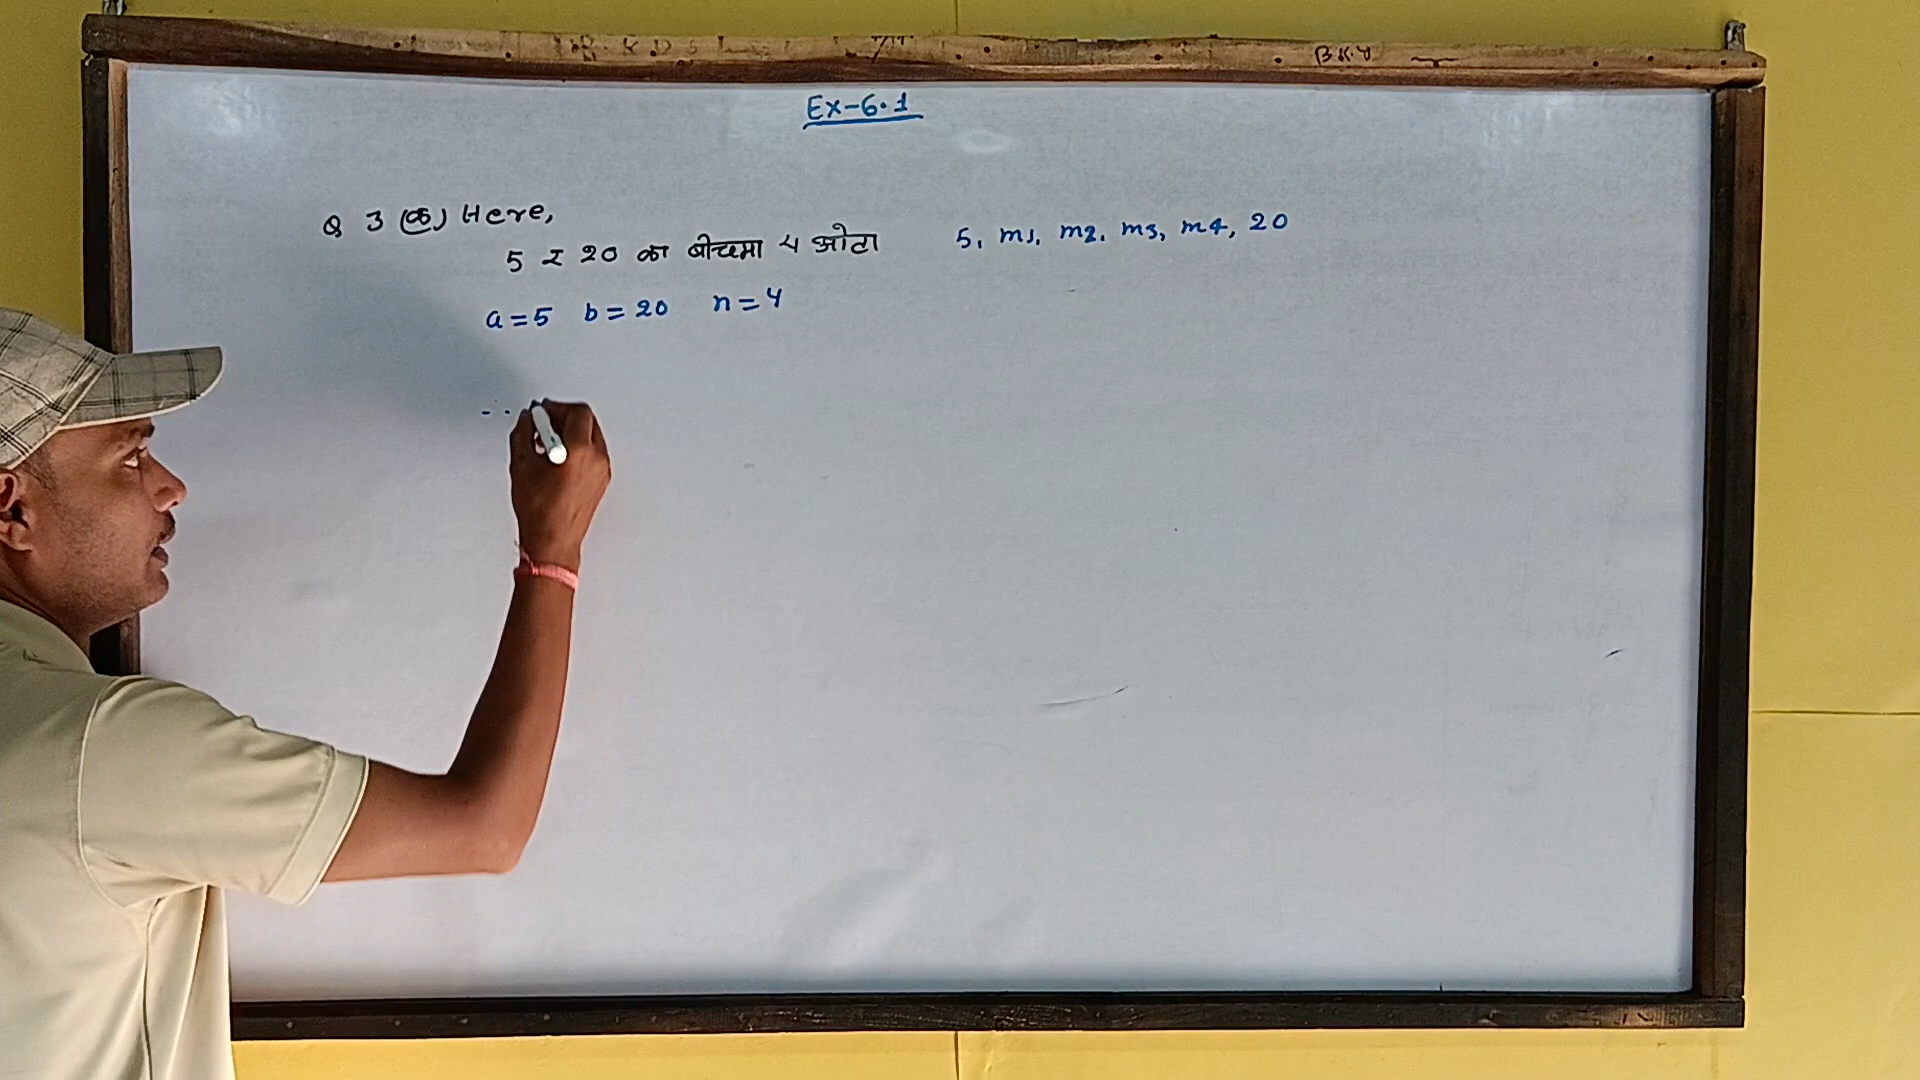 Ex-6.1
Q 3 (क) Here,
5 र 20 का बीचमा ४ ओटा 5, m1, m2, m3, m4, 20
a=5 b=20 n=4
B.K.Y